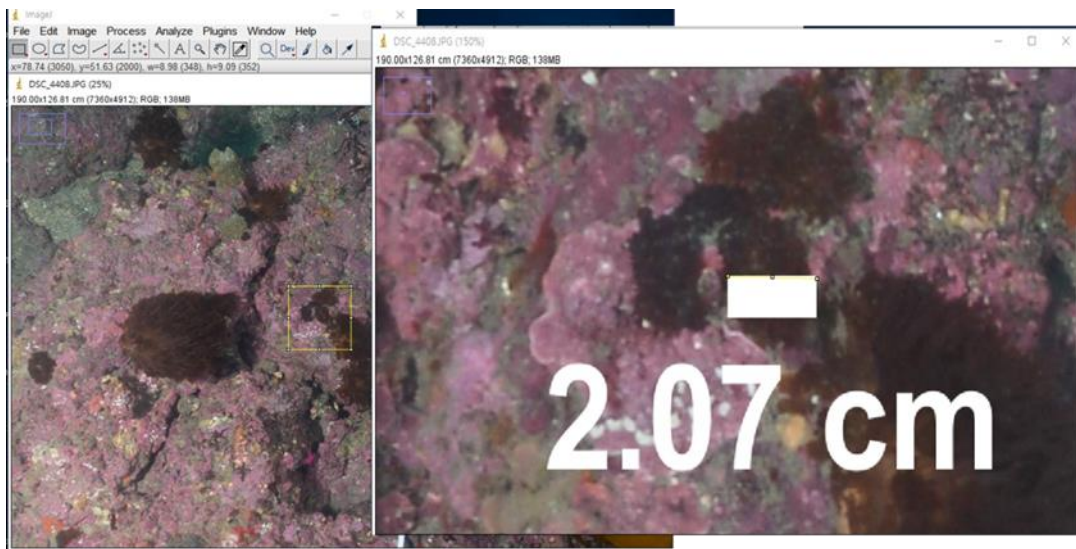 ImageJ
File Edit Image Process Analyze Plugins Window Help
A Dev
x=78.74 (3050), y=51.63 (2000), w=8.98 (348), h=9.09 (352)
DSC_4408.JPG (25%)
190.00x126.81 cm (7360x4912); RGB; 138MB
DSC_4408.JPG (150%)
190.00x126.81 cm (7360x4912); RGB; 138MB
2.07 cm